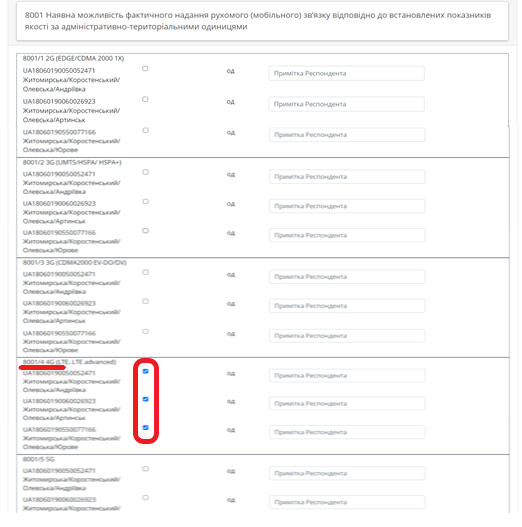 8001 Наявна можливість фактичного надання рухомого (мобільного) зв'язку відповідно до встановлених показників
якості за адміністративно-територіальними одиницями
8001/1 2G (EDGE/CDMA 2000 1X)
UA18060190050052471
Житомирська/Коростенський/
Олевська/Андріївка
од
Примітка Респондента
UA18060190060026923
Житомирська/Коростенський/
Олевська/Артинськ
од
Примітка Респондента
UA18060190550077166
Житомирська/Коростенський/
Олевська/Юрове
од
Примітка Респондента
8001/2 3G (UMTS/HSPA/ HSPA+)
UA18060190050052471
Житомирська/Коростенський/
Олевська/Андріївка
од
Примітка Респондента
UA18060190060026923
Житомирська/Коростенський/
Олевська/Артинськ
од
Примітка Респондента
UA18060190550077166
Житомирська/Коростенський/
Олевська/Юрове
од
Примітка Респондента
8001/3 3G (CDMA2000 EV-DO/DV)
UA18060190050052471
Житомирська/Коростенський/
Олевська/Андріївка
од
Примітка Респондента
UA18060190060026923
Житомирська/Коростенський/
Олевська/Артинськ
од
Примітка Респондента
UA18060190550077166
Житомирська/Коростенський/
Олевська/Юрове
од
Примітка Респондента
8001/4 4G (LTE, LTE advanced)
UA18060190050052471
Житомирська/Коростенський/
Олевська/Андріївка
од
Примітка Респондента
UA18060190060026923
Житомирська/Коростенський/
Олевська/Артинськ
од
Примітка Респондента
UA18060190550077166
Житомирська/Коростенський/
Олевська/Юрове
од
Примітка Респондента
8001/5 5G
UA18060190050052471
Житомирська/Коростенський/
Олевська/Андріївка
од
Примітка Респондента
UA18060190060026923
Житомирська/Коростенський/
од
Примітка Респондента